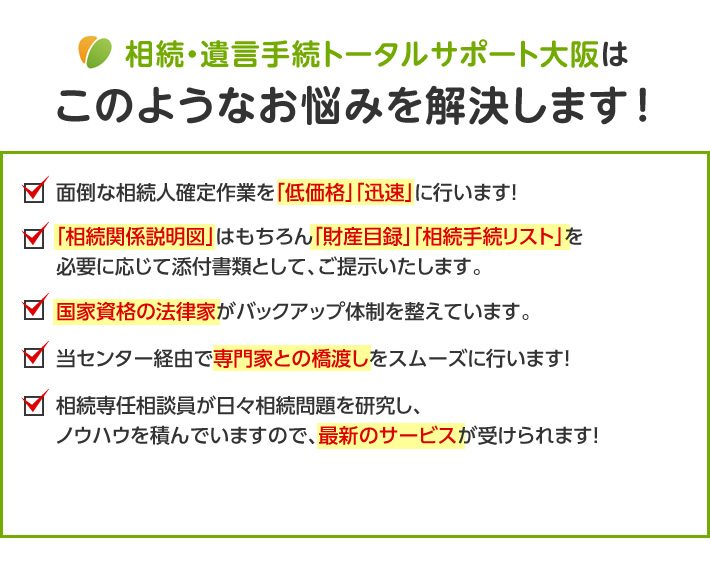 相続・遺言手続トータルサポート大阪は
このようなお悩みを解決します！
面倒な相続人確定作業を「低価格」「迅速」に行います!
「相続関係説明図」はもちろん「財産目録」「相続手続リスト」を
必要に応じて添付書類として、ご提示いたします。
国家資格の法律家がバックアップ体制を整えています。
当センター経由で専門家との橋渡しをスムーズに行います!
相続専任相談員が日々相続問題を研究し、
ノウハウを積んでいますので、最新のサービスが受けられます!